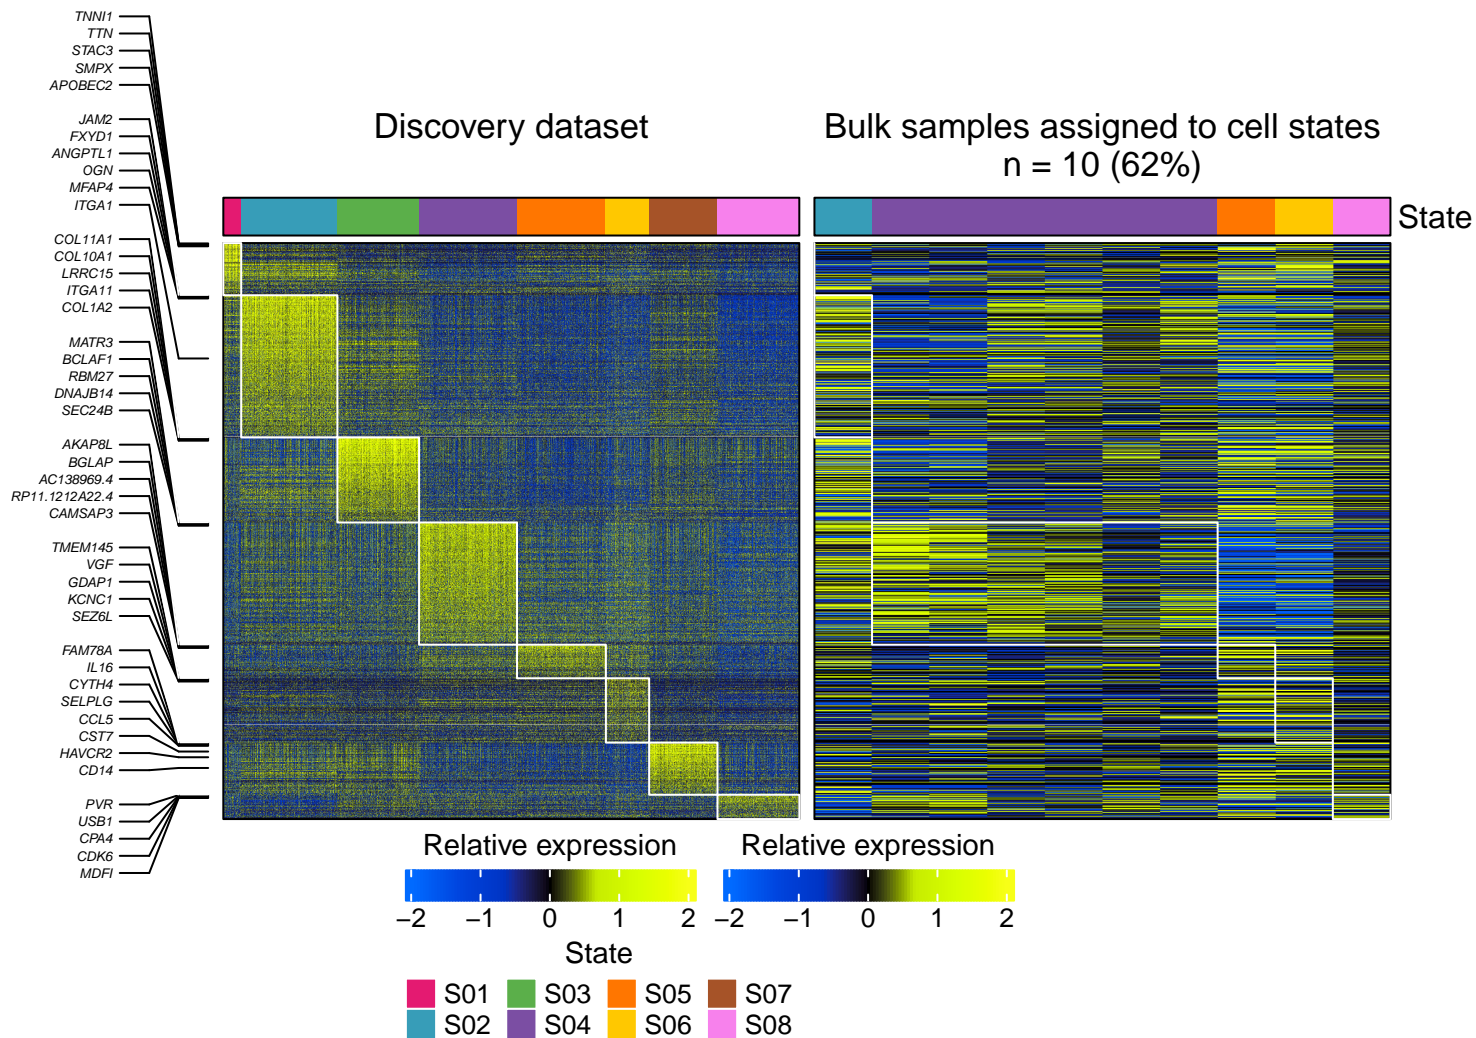 TNNI1
TTN
STAC3
SMPX
APOBEC2
JAM2
FXYD1
ANGPTL1
OGN
MFAP4
ITGA1
COL11A1
COL10A1
LRRC15
ITGA11
COL1A2
MATR3
BCLAF1
RBM27
DNAJB14
SEC24B
AKAP8L
BGLAP
AC138969.4
RP11.1212A22.4
CAMSAP3
TMEM145
VGF
GDAP1
KCNC1
SEZ6L
FAM78A
IL16
CYTH4
SELPLG
CCL5
CST7
HAVCR2
CD14
PVR
USB1
CPA4
CDK6
MDFI
Discovery dataset
Bulk samples assigned to cell states
n = 10 (62%)
State
Relative expression
−2 −1 0 1 2
Relative expression
−2 −1 0 1 2
State
S01 S03 S05 S07
S02 S04 S06 S08